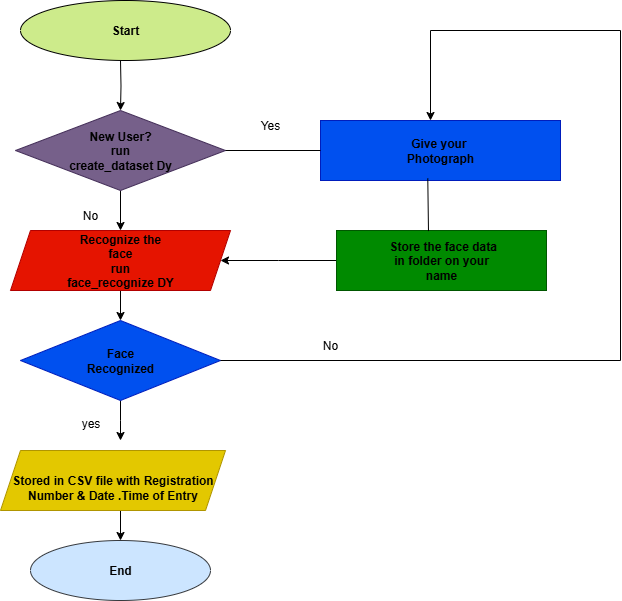 Start
New User?
run
create_dataset Dy
Yes
Give your
Photograph
No
Recognize the
face
run
face_recognize DY
Store the face data
in folder on your
name
Face
Recognized
No
yes
Stored in CSV file with Registration
Number & Date .Time of Entry
End